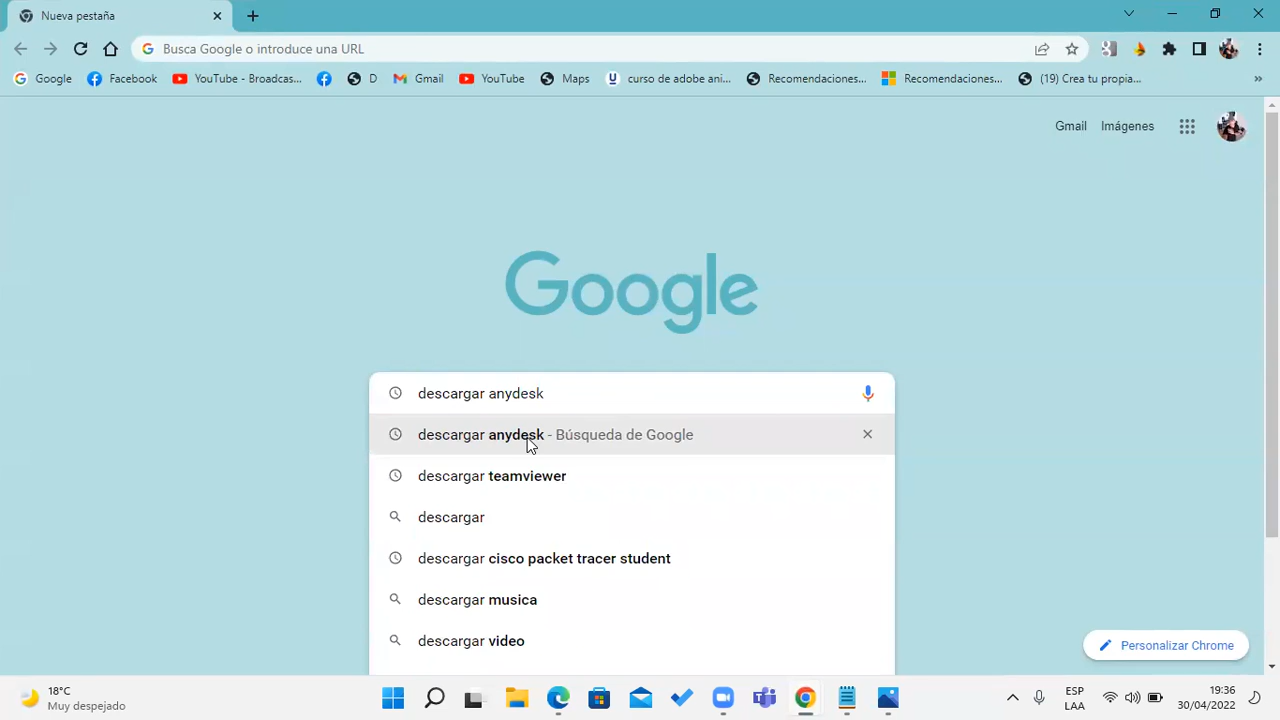 Nueva pestaña
Busca Google o introduce una URL
Google Facebook YouTube - Broadcas... D Gmail YouTube Maps curso de adobe ani... Recomendaciones... Recomendaciones... (19) Crea tu propia... »
Gmail Imágenes
Google
descargar anydesk
descargar anydesk - Búsqueda de Google
descargar teamviewer
descargar
descargar cisco packet tracer student
descargar musica
descargar video
Personalizar Chrome
18°C
Muy despejado
ESP
LAA
19:36
30/04/2022